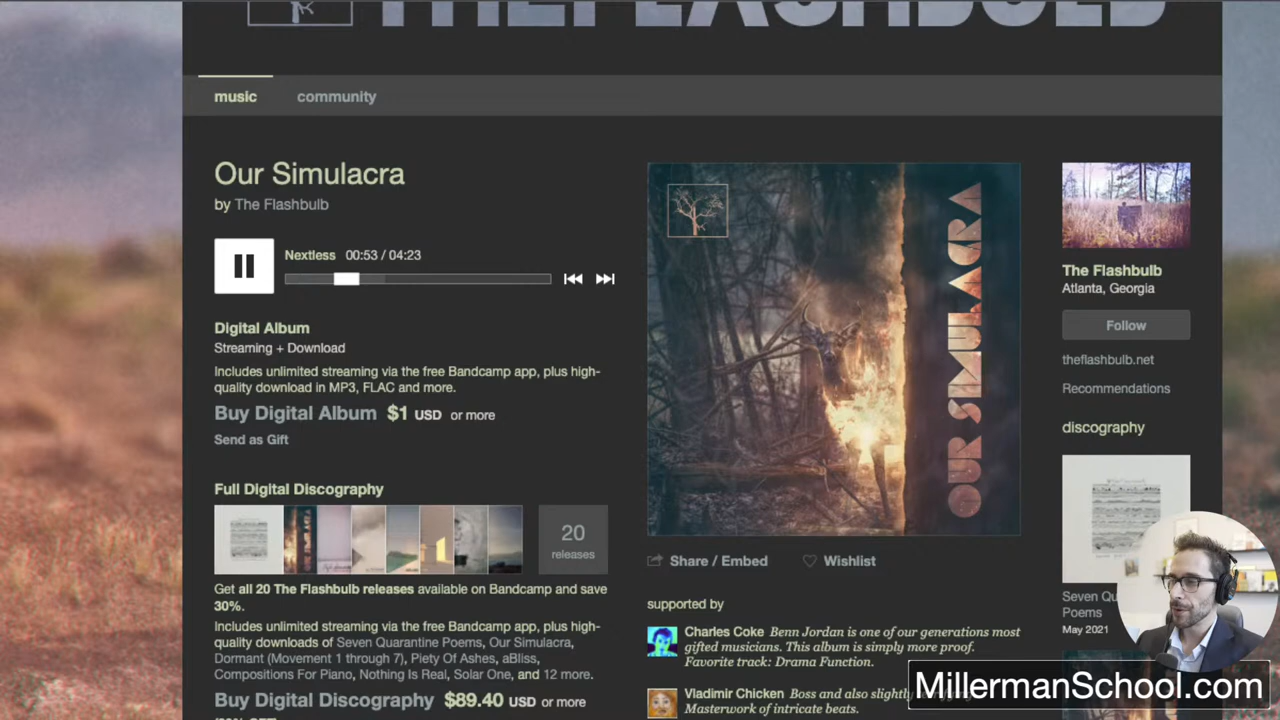 THEFLASHBULB
music
community
Our Simulacra
by The Flashbulb
Nextless 00:53 / 04:23
Digital Album
Streaming + Download
Includes unlimited streaming via the free Bandcamp app, plus high-
quality download in MP3, FLAC and more.
Buy Digital Album $1 USD or more
Send as Gift
Full Digital Discography
20
releases
Get all 20 The Flashbulb releases available on Bandcamp and save
30%.
Includes unlimited streaming via the free Bandcamp app, plus high-
quality downloads of Seven Quarantine Poems, Our Simulacra,
Dormant (Movement 1 through 7), Piety Of Ashes, aBliss,
Compositions For Piano, Nothing Is Real, Solar One, and 12 more.
Buy Digital Discography $89.40 USD or more
OUR SIMULACRA
Share / Embed
Wishlist
supported by
Charles Coke Benn Jordan is one of our generations most
gifted musicians. This album is simply more proof.
Favorite track: Drama Function.
Vladimir Chicken Boss and also slightly
Masterwork of intricate beats.
The Flashbulb
Atlanta, Georgia
Follow
theflashbulb.net
Recommendations
discography
Seven Qu
Poems
May 2021
MillermanSchool.com